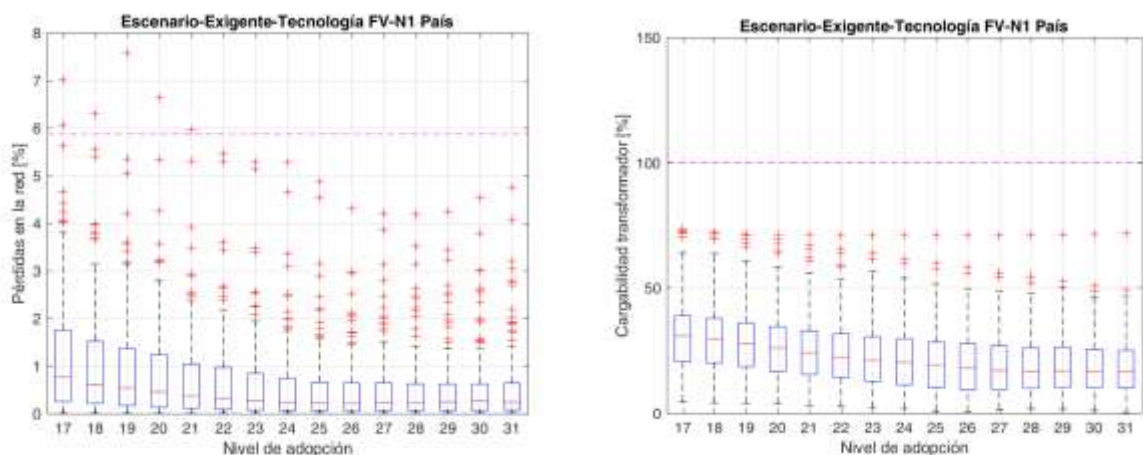 Escenario-Exigente-Tecnología FV-N1 País
8
7
6
5
4
3
2
1
0
Pérdidas en la red [%]
17 18 19 20 21 22 23 24 25 26 27 28 29 30 31
Nivel de adopción
Escenario-Exigente-Tecnología FV-N1 País
150
100
50
0
Cargabilidad transformador [%]
17 18 19 20 21 22 23 24 25 26 27 28 29 30 31
Nivel de adopción